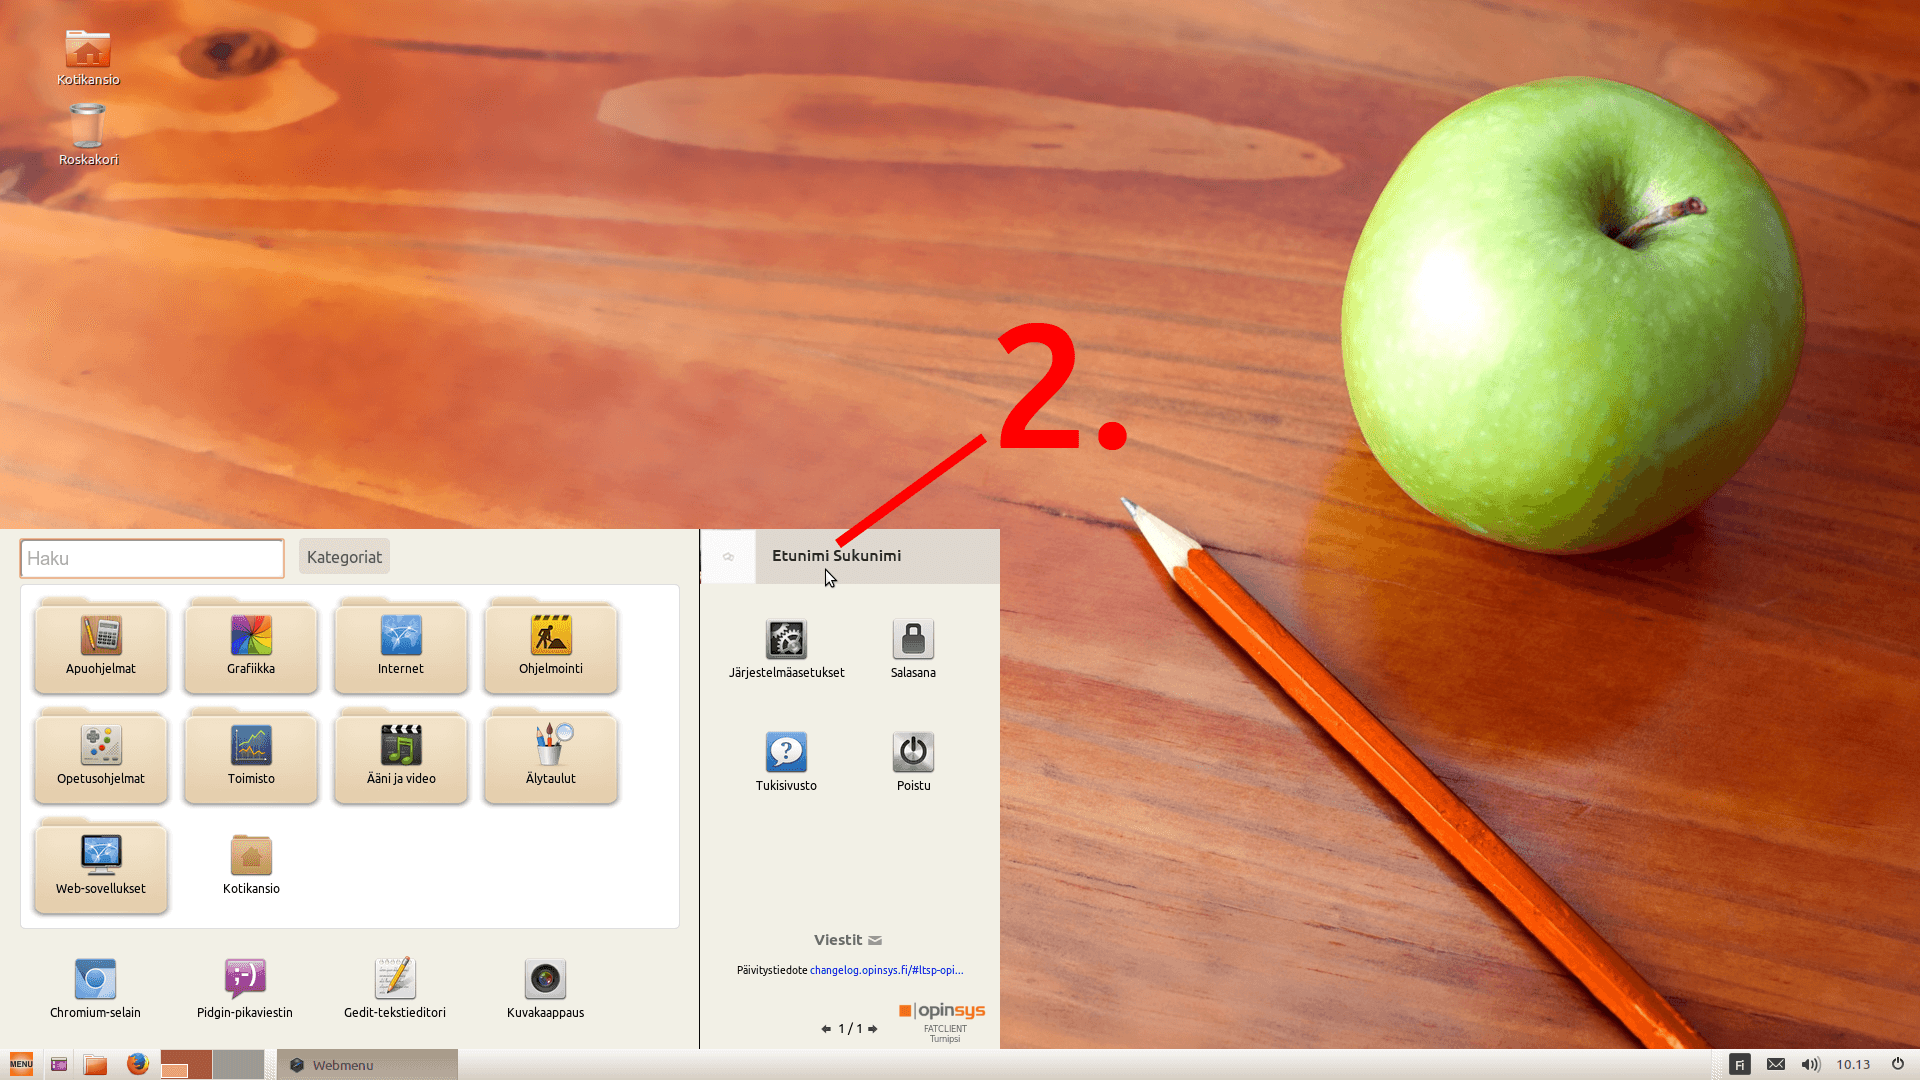 Kotikansio
Roskakori
2.
Haku
Kategoriat
Etunimi Sukunimi
Apuohjelmat
Grafiikka
Internet
Ohjelmointi
Järjestelmäasetukset
Salasana
Opetusohjelmat
Toimisto
Ääni ja video
Älytaulut
Tukisivusto
Poistu
Web-sovellukset
Kotikansio
Viestit
Päivitystiedote changelog.opinsys.fi/#ltsp-opi...
Chromium-selain
Pidgin-pikaviestin
Gedit-tekstieditori
Kuvakaappaus
opinsys
1 / 1
FATCLIENT
Turnipsi
MENU
Webmenu
Fi
10.13